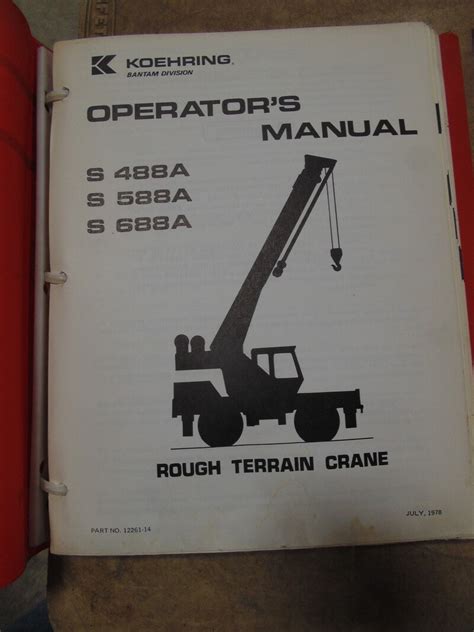 KOEHRING
BANTAM DIVISION
OPERATOR'S
MANUAL
S 488A
S 588A
S 688A
ROUGH TERRAIN CRANE
PART NO. 12261-14
JULY, 1978